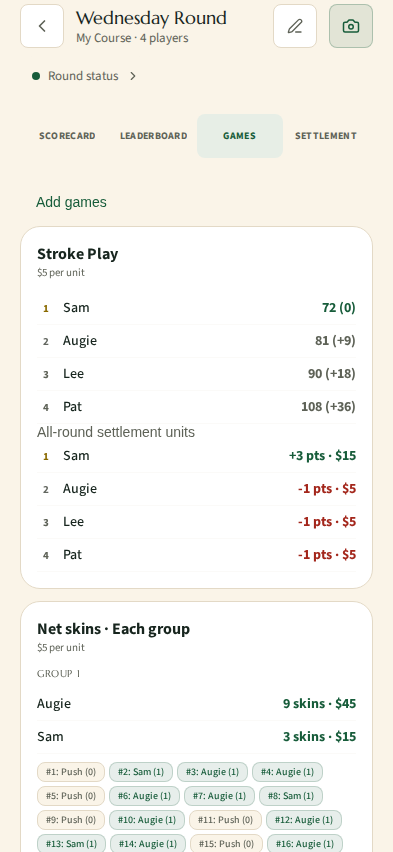 Wednesday Round
My Course · 4 players
Round status
SCORECARD LEADERBOARD GAMES SETTLEMENT
Add games
Stroke Play
$5 per unit
1 Sam 72 (0)
2 Augie 81 (+9)
3 Lee 90 (+18)
4 Pat 108 (+36)
All-round settlement units
1 Sam +3 pts · $15
2 Augie -1 pts · $5
3 Lee -1 pts · $5
4 Pat -1 pts · $5
Net skins · Each group
$5 per unit
GROUP 1
Augie 9 skins · $45
Sam 3 skins · $15
#1: Push (0) #2: Sam (1) #3: Augie (1) #4: Augie (1)
#5: Push (0) #6: Augie (1) #7: Augie (1) #8: Sam (1)
#9: Push (0) #10: Augie (1) #11: Push (0) #12: Augie (1)
#13: Sam (1) #14: Augie (1) #15: Push (0) #16: Augie (1)